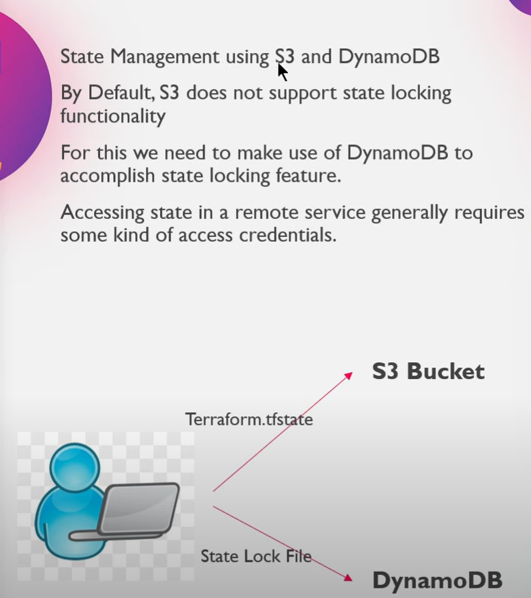 State Management using S3 and DynamoDB
By Default, S3 does not support state locking
functionality
For this we need to make use of DynamoDB to
accomplish state locking feature.
Accessing state in a remote service generally requires
some kind of access credentials.
S3 Bucket
Terraform.tfstate
State Lock File
DynamoDB